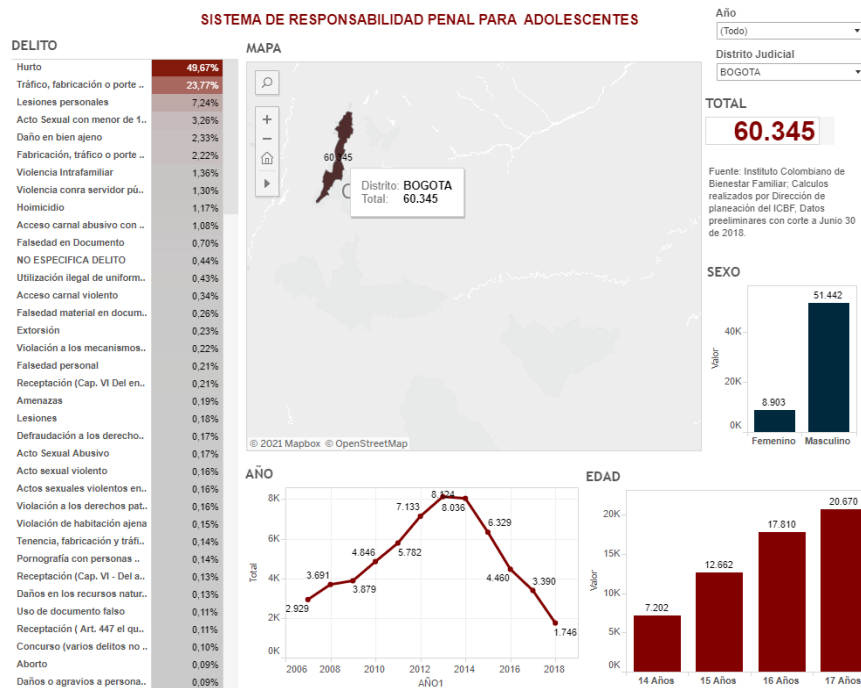 SISTEMA DE RESPONSABILIDAD PENAL PARA ADOLESCENTES
Año
(Todo)
Distrito Judicial
BOGOTA
DELITO
Hurto 49,67%
Tráfico, fabricación o porte .. 23,77%
Lesiones personales 7,24%
Acto Sexual con menor de 1.. 3,26%
Daño en bien ajeno 2,33%
Fabricación, tráfico o porte .. 2,22%
Violencia Intrafamiliar 1,36%
Violencia conra servidor pú.. 1,30%
Hoimicidio 1,17%
Acceso carnal abusivo con .. 1,08%
Falsedad en Documento 0,70%
NO ESPECIFICA DELITO 0,44%
Utilización ilegal de uniform.. 0,43%
Acceso carnal violento 0,34%
Falsedad material en docum.. 0,26%
Extorsión 0,23%
Violación a los mecanismos.. 0,22%
Falsedad personal 0,21%
Receptación (Cap. VI Del en.. 0,21%
Amenazas 0,19%
Lesiones 0,18%
Defraudación a los derecho.. 0,17%
Acto Sexual Abusivo 0,17%
Acto sexual violento 0,16%
Actos sexuales violentos en.. 0,16%
Violación a los derechos pat.. 0,16%
Violación de habitación ajena 0,15%
Tenencia, fabricación y tráfi.. 0,14%
Pornografía con personas .. 0,14%
Receptación (Cap. VI - Del a.. 0,13%
Daños en los recursos natur.. 0,13%
Uso de documento falso 0,11%
Receptación ( Art. 447 el qu.. 0,11%
Concurso (varios delitos no .. 0,10%
Aborto 0,09%
Daños o agravios a persona.. 0,09%
MAPA
60.345
Distrito: BOGOTA
Total: 60.345
© 2021 Mapbox © OpenStreetMap
TOTAL
60.345
Fuente: Instituto Colombiano de
Bienestar Familiar; Calculos
realizados por Dirección de
planeación del ICBF, Datos
preeliminares con corte a Junio 30
de 2018.
SEXO
Valor
40K
20K
0K
8.903
51.442
Femenino Masculino
AÑO
Total
8K
6K
4K
2K
0K
2.929
3.691
3.879
4.846
5.782
7.133
8.124
8.036
6.329
4.460
3.390
1.746
2006 2008 2010 2012 2014 2016 2018
AÑO1
EDAD
Valor
20K
15K
10K
5K
0K
7.202
12.662
17.810
20.670
14 Años 15 Años 16 Años 17 Años